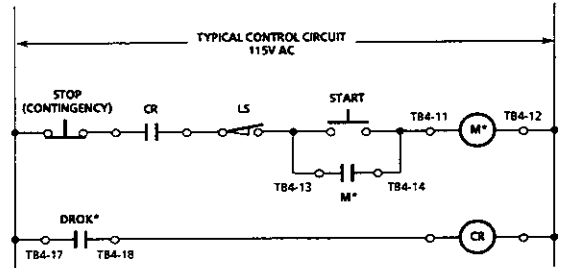 TYPICAL CONTROL CIRCUIT
115V AC
STOP
(CONTINGENCY)
CR
LS
START
TB4-11
M*
TB4-12
TB4-13
M*
TB4-14
DROK*
TB4-17
TB4-18
CR